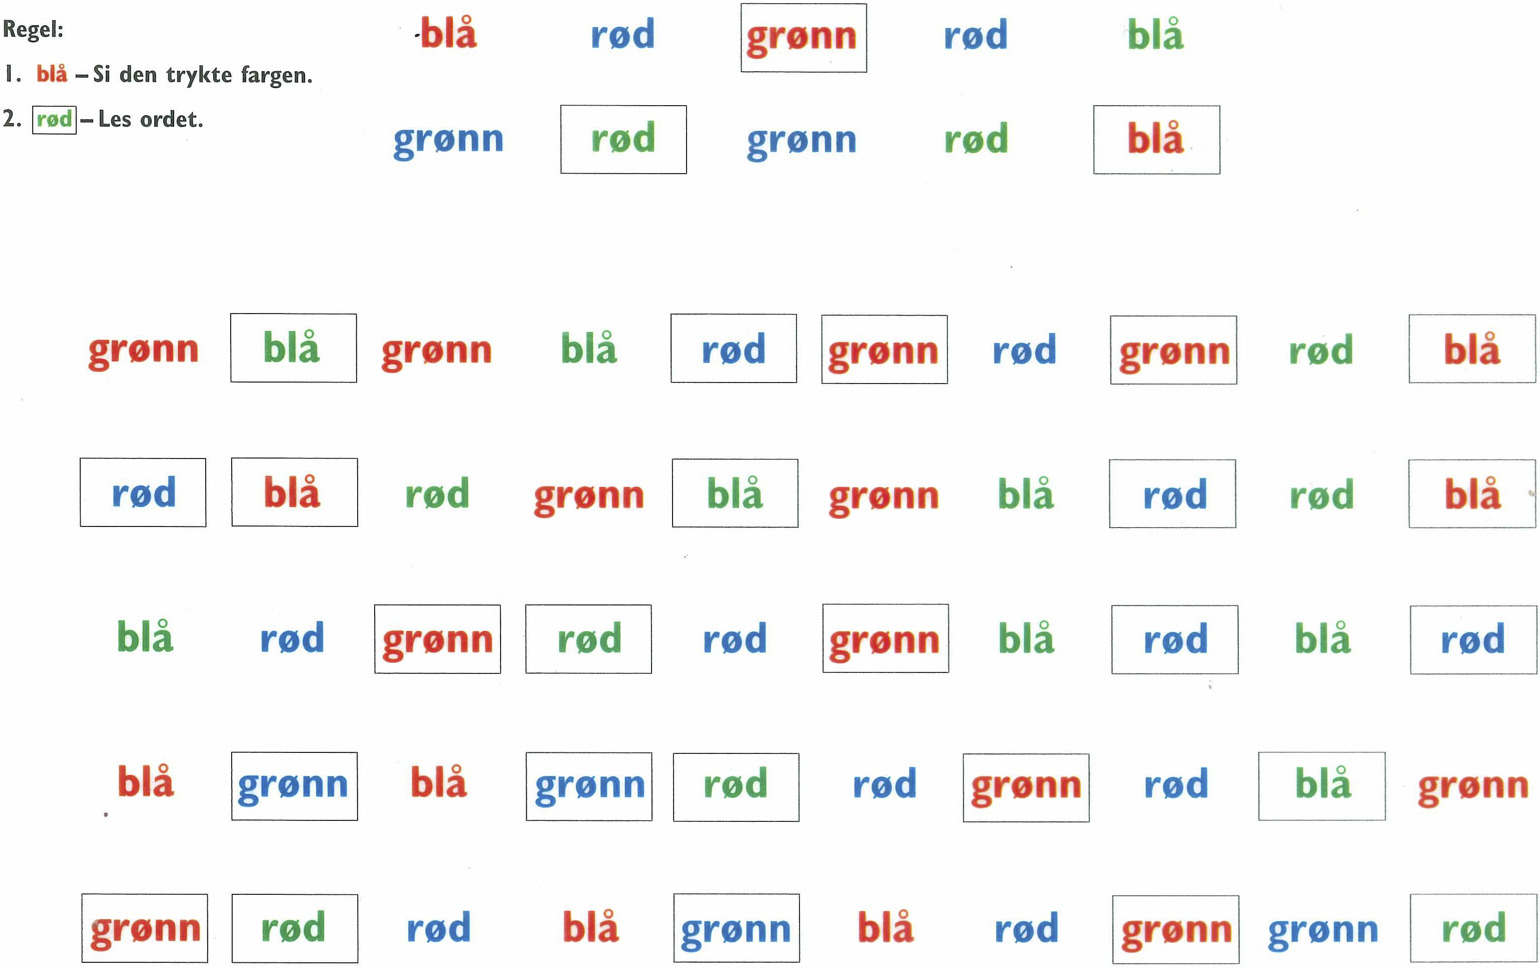 Regel:
1. blå – Si den trykte fargen.
2. rød – Les ordet.
blå rød grønn rød blå
grønn rød grønn rød blå
grønn blå grønn blå rød grønn rød grønn rød blå
rød blå rød grønn blå grønn blå rød rød blå
blå rød grønn rød rød grønn blå rød blå rød
blå grønn blå grønn rød rød grønn rød blå grønn
grønn rød rød blå grønn blå rød grønn grønn rød